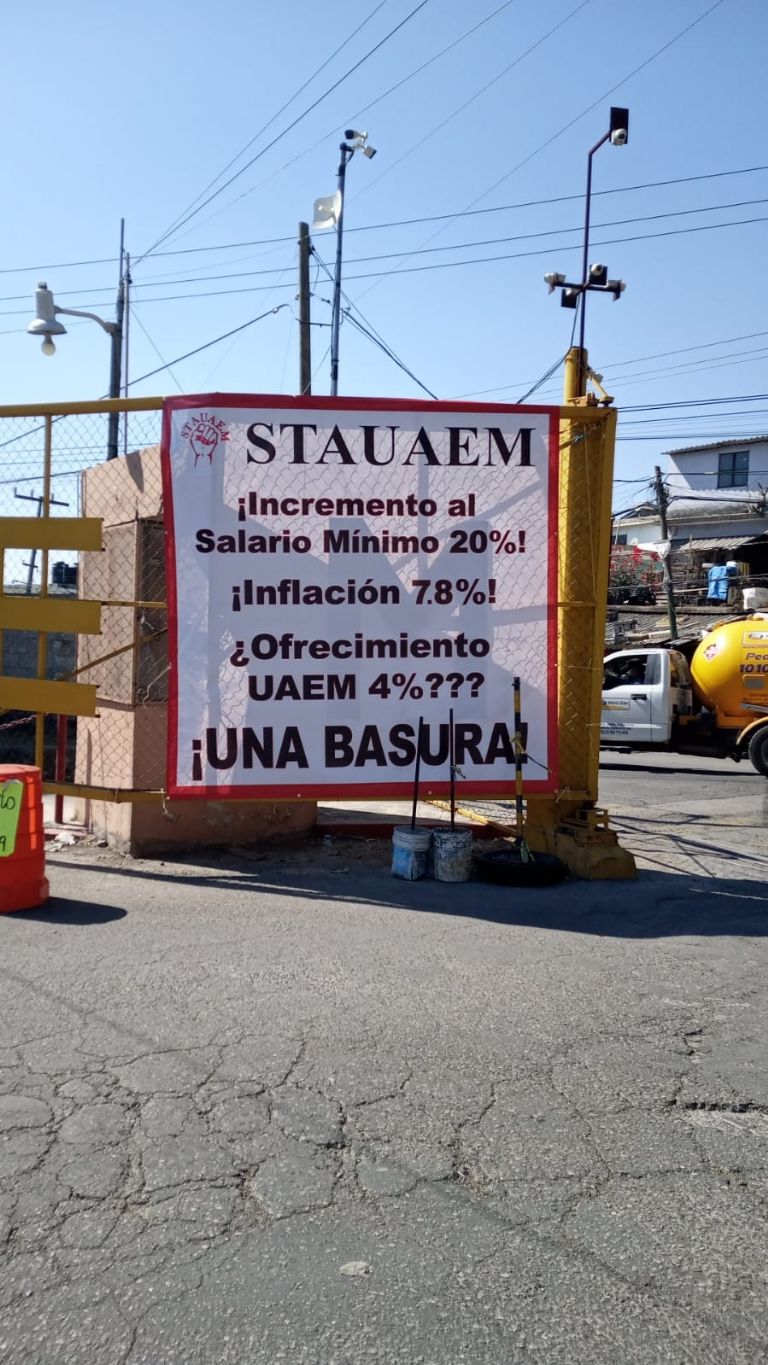 STAUAEM
STAUAEM
¡Incremento al
Salario Mínimo 20%!
¡Inflación 7.8%!
¿Ofrecimiento
UAEM 4%???
¡UNA BASURA!